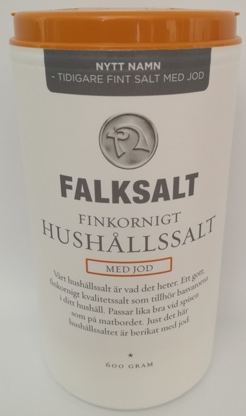 NYTT NAMN
- TIDIGARE FINT SALT MED JOD
FALKSALT
FINKORNIGT
HUSHÅLLSSALT
MED JOD
Vårt hushållssalt är vad det heter. Ett gott,
finkornigt kvalitetssalt som tillhör basvarorna
i ditt hushåll. Passar lika bra vid spisen
som på matbordet. Just det här
hushållssaltet är berikat med jod.
600 GRAM